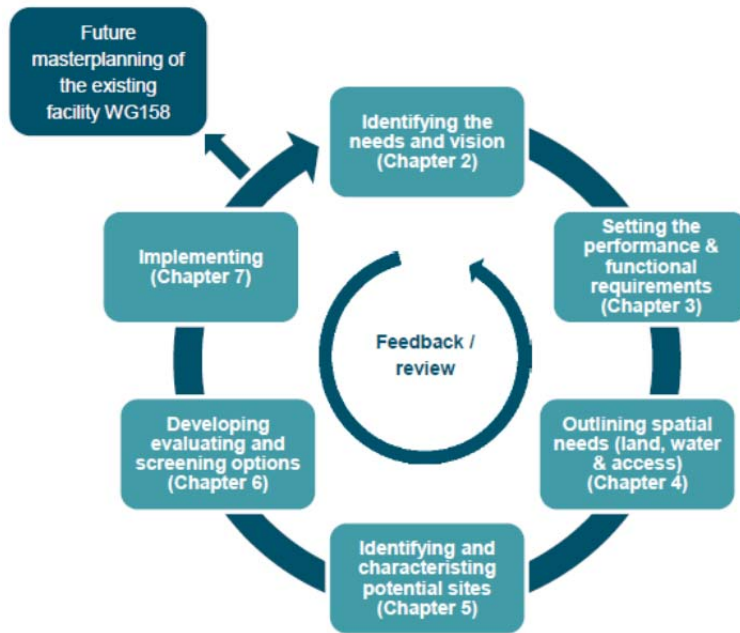 Future
masterplanning of
the existing
facility WG158
Identifying the
needs and vision
(Chapter 2)
Setting the
performance &
functional
requirements
(Chapter 3)
Outlining spatial
needs (land, water
& access)
(Chapter 4)
Identifying and
characteristing
potential sites
(Chapter 5)
Developing
evaluating and
screening options
(Chapter 6)
Implementing
(Chapter 7)
Feedback /
review